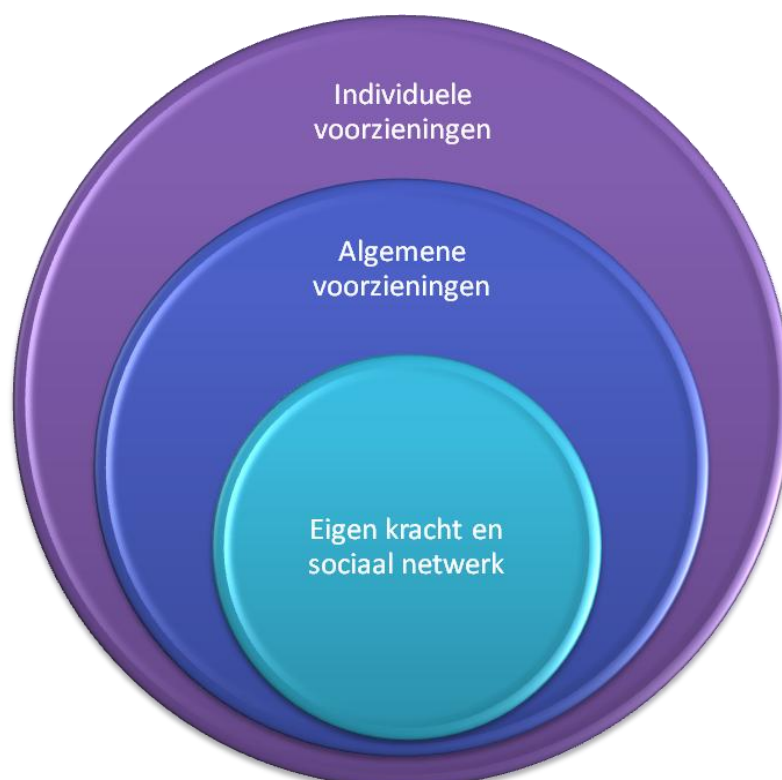 Individuele
voorzieningen
Algemene
voorzieningen
Eigen kracht en
sociaal netwerk